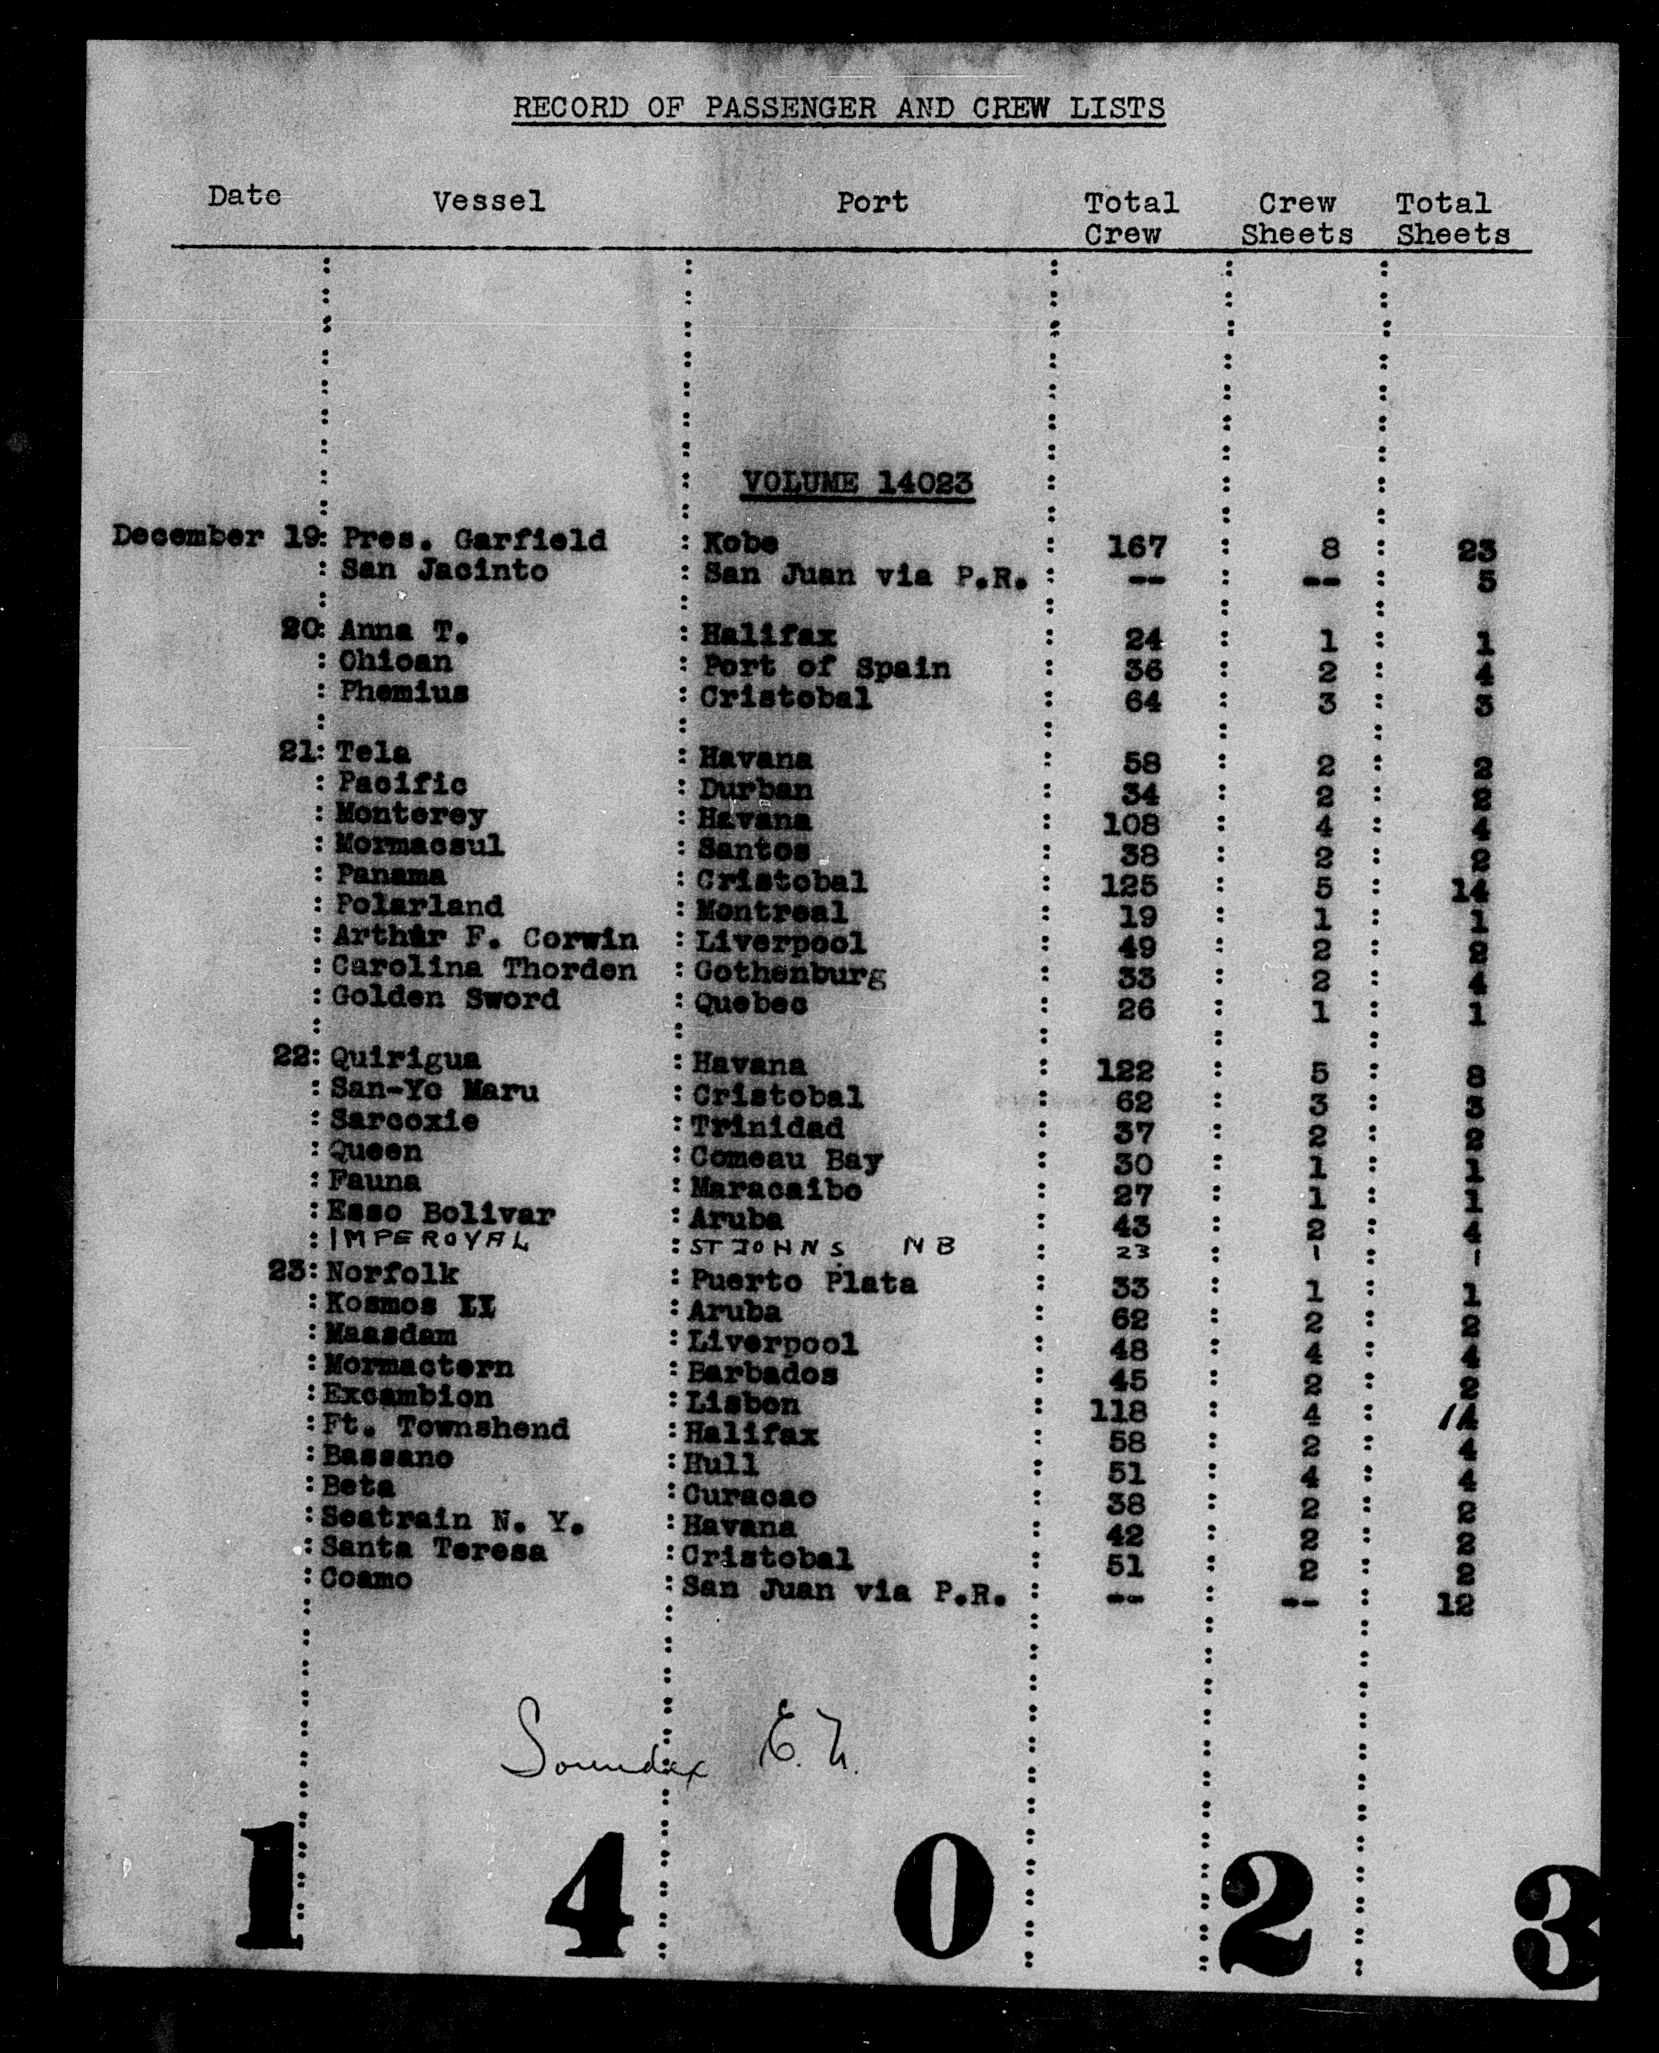 RECORD OF PASSENGER AND CREW LISTS
Date Vessel Port Total Crew Crew Sheets Total Sheets
VOLUME 14023
December 19: Pres. Garfield : Kobe : 167 : 8 : 23
: San Jacinto : San Juan via P.R. : -- : -- : 5
20: Anna T. : Halifax : 24 : 1 : 1
: Ohioan : Port of Spain : 36 : 2 : 4
: Phemius : Cristobal : 64 : 3 : 3
21: Tela : Havana : 58 : 2 : 2
: Pacific : Durban : 34 : 2 : 2
: Monterey : Havana : 108 : 4 : 4
: Mormacsul : Santos : 38 : 2 : 2
: Panama : Cristobal : 125 : 5 : 14
: Polarland : Montreal : 19 : 1 : 1
: Arthur F. Corwin : Liverpool : 49 : 2 : 2
: Carolina Thorden : Gothenburg : 33 : 2 : 4
: Golden Sword : Quebec : 26 : 1 : 1
22: Quirigua : Havana : 122 : 5 : 8
: San-Yo Maru : Cristobal : 62 : 3 : 3
: Sarcoxie : Trinidad : 37 : 2 : 2
: Queen : Comeau Bay : 30 : 1 : 1
: Fauna : Maracaibo : 27 : 1 : 1
: Esso Bolivar : Aruba : 43 : 2 : 4
: IMPEROYAL : ST JOHNS NB : 23 : 1 : 1
23: Norfolk : Puerto Plata : 33 : 1 : 1
: Kosmos II : Aruba : 62 : 2 : 2
: Maasdam : Liverpool : 48 : 4 : 4
: Mormactern : Barbados : 45 : 2 : 2
: Excambion : Lisbon : 118 : 4 : 14
: Ft. Townshend : Halifax : 58 : 2 : 4
: Bassano : Hull : 51 : 4 : 4
: Beta : Curacao : 38 : 2 : 2
: Seatrain N. Y. : Havana : 42 : 2 : 2
: Santa Teresa : Cristobal : 51 : 2 : 2
: Coamo : San Juan via P.R. : -- : -- : 12
Soundex E. N.
1 4 0 2 3